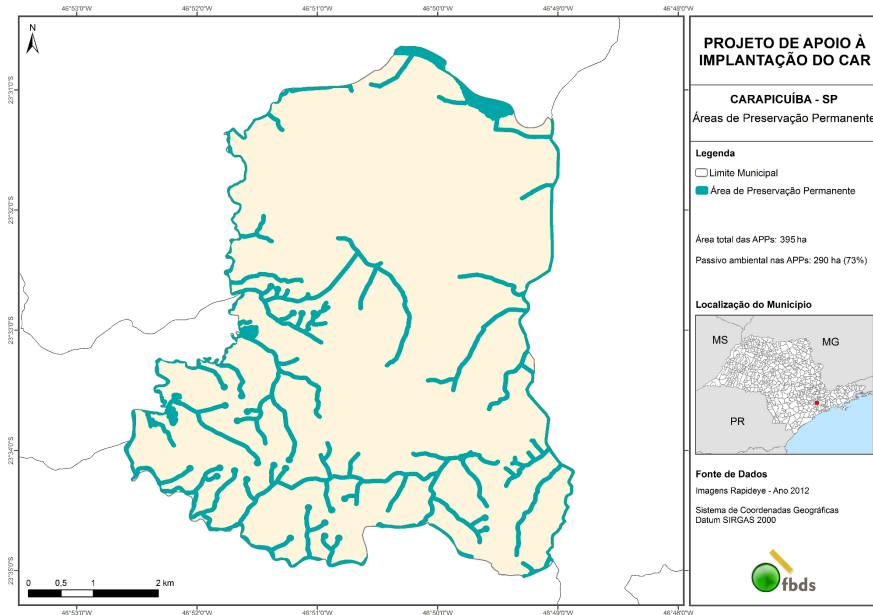 46°53'0"O 46°52'0"O 46°51'0"O 46°50'0"O 46°49'0"O 46°48'0"O
N
23°31'0"S
23°32'0"S
23°33'0"S
23°34'0"S
23°35'0"S
0 0.5 1 2 km
46°53'0"O 46°52'0"O 46°51'0"O 46°50'0"O 46°49'0"O 46°48'0"O
PROJETO DE APOIO À
IMPLANTAÇÃO DO CAR
CARAPICUÍBA - SP
Áreas de Preservação Permanente
Legenda
Limite Municipal
Área de Preservação Permanente
Área total das APPs: 395 ha
Passivo ambiental nas APPs: 290 ha (73%)
Localização do Município
MS
MG
PR
Fonte de Dados
Imagens Rapideye - Ano 2012
Sistema de Coordenadas Geográficas
Datum SIRGAS 2000
fbds